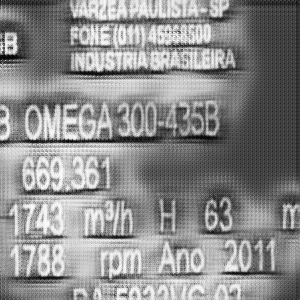 VARZEA PAULISTA - SP
FONE (011)
INDUSTRIA BRASILEIRA
OMEGA 300-435B
669.361
1743 m³/h H 63
1788 rpm Ano 2011